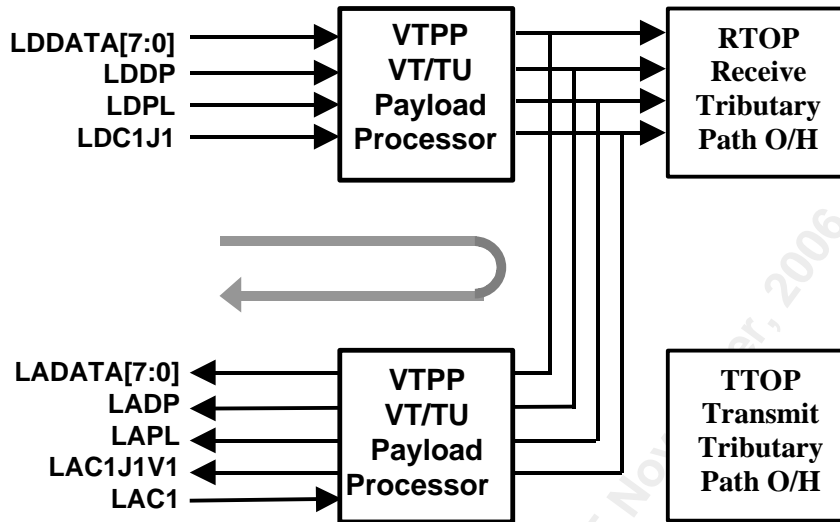 LDDATA[7:0]
LDDP
LDPL
LDC1J1
VTPP
VT/TU
Payload
Processor
RTOP
Receive
Tributary
Path O/H
LADATA[7:0]
LADP
LAPL
LAC1J1V1
LAC1
VTPP
VT/TU
Payload
Processor
TTOP
Transmit
Tributary
Path O/H
2006